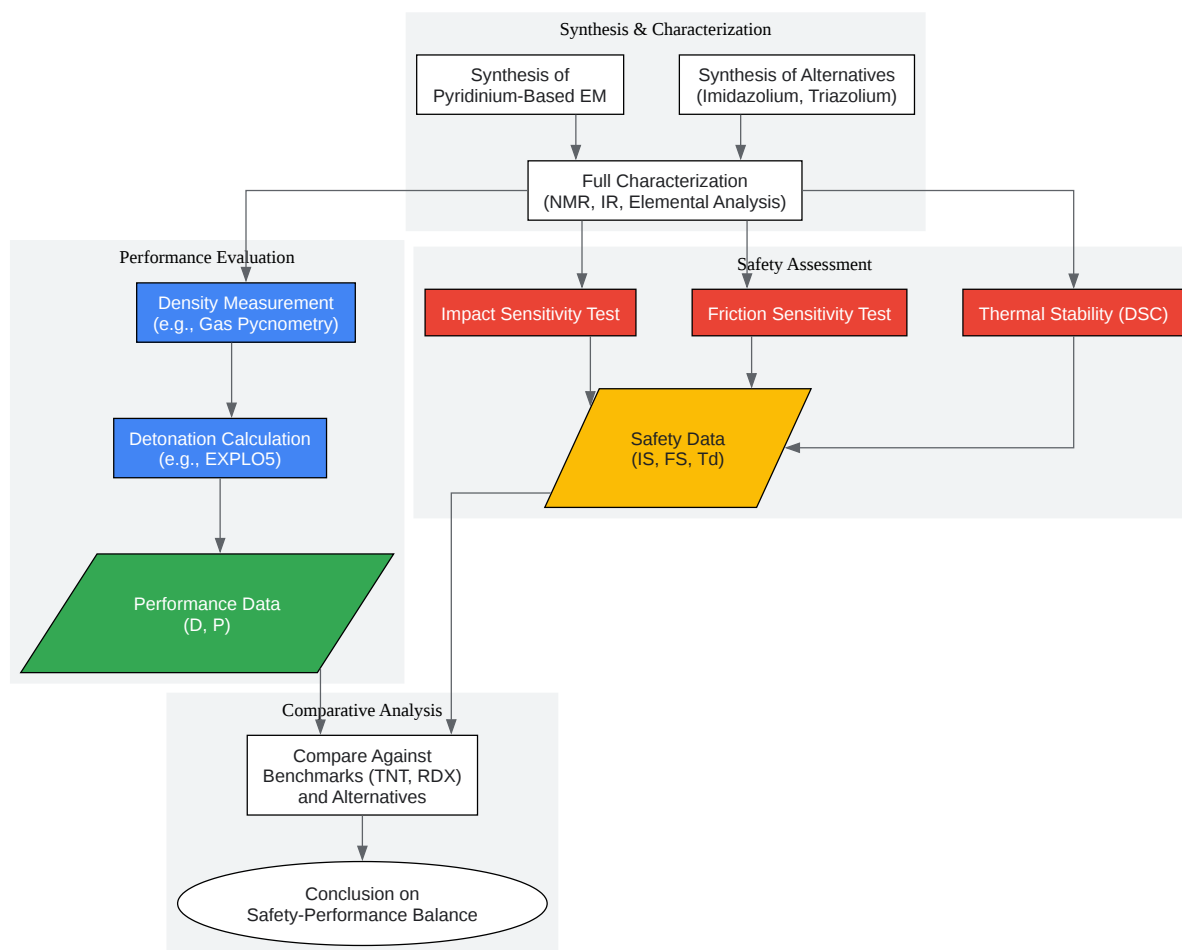 Synthesis & Characterization
Synthesis of
Pyridinium-Based EM
Synthesis of Alternatives
(Imidazolium, Triazolium)
Full Characterization
(NMR, IR, Elemental Analysis)
Performance Evaluation
Safety Assessment
Density Measurement
(e.g., Gas Pycnometry)
Impact Sensitivity Test
Friction Sensitivity Test
Thermal Stability (DSC)
Detonation Calculation
(e.g., EXPLO5)
Safety Data
(IS, FS, Td)
Performance Data
(D, P)
Comparative Analysis
Compare Against
Benchmarks (TNT, RDX)
and Alternatives
Conclusion on
Safety-Performance Balance